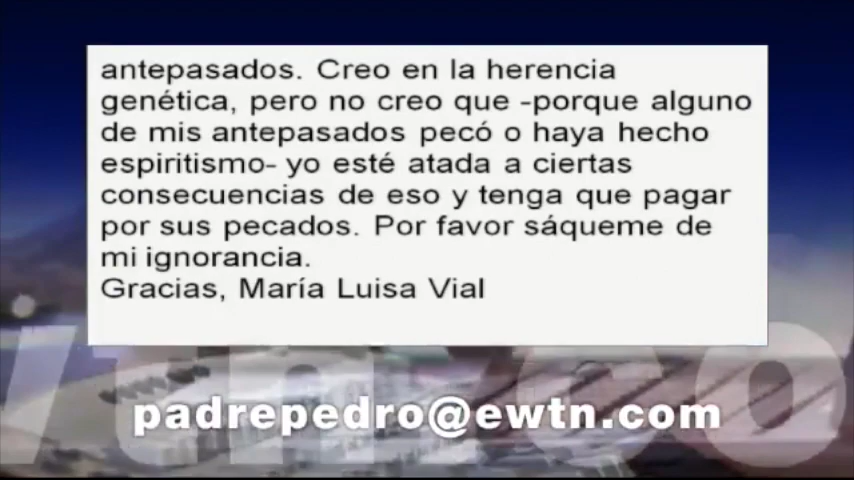 antepasados. Creo en la herencia
genética, pero no creo que -porque alguno
de mis antepasados pecó o haya hecho
espiritismo- yo esté atada a ciertas
consecuencias de eso y tenga que pagar
por sus pecados. Por favor sáqueme de
mi ignorancia.
Gracias, María Luisa Vial
padrepedro@ewtn.com